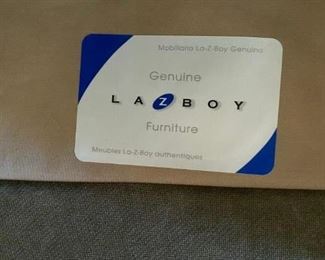 Mobiliario La-Z-Boy Genuino
Genuine
LAZBOY
Furniture
Meubles La-Z-Boy authentiques